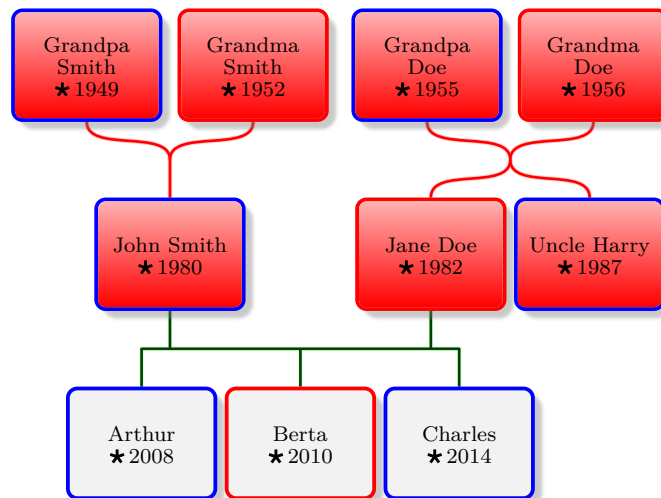 Grandpa
Smith
★ 1949
Grandma
Smith
★ 1952
Grandpa
Doe
★ 1955
Grandma
Doe
★ 1956
John Smith
★ 1980
Jane Doe
★ 1982
Uncle Harry
★ 1987
Arthur
★ 2008
Berta
★ 2010
Charles
★ 2014